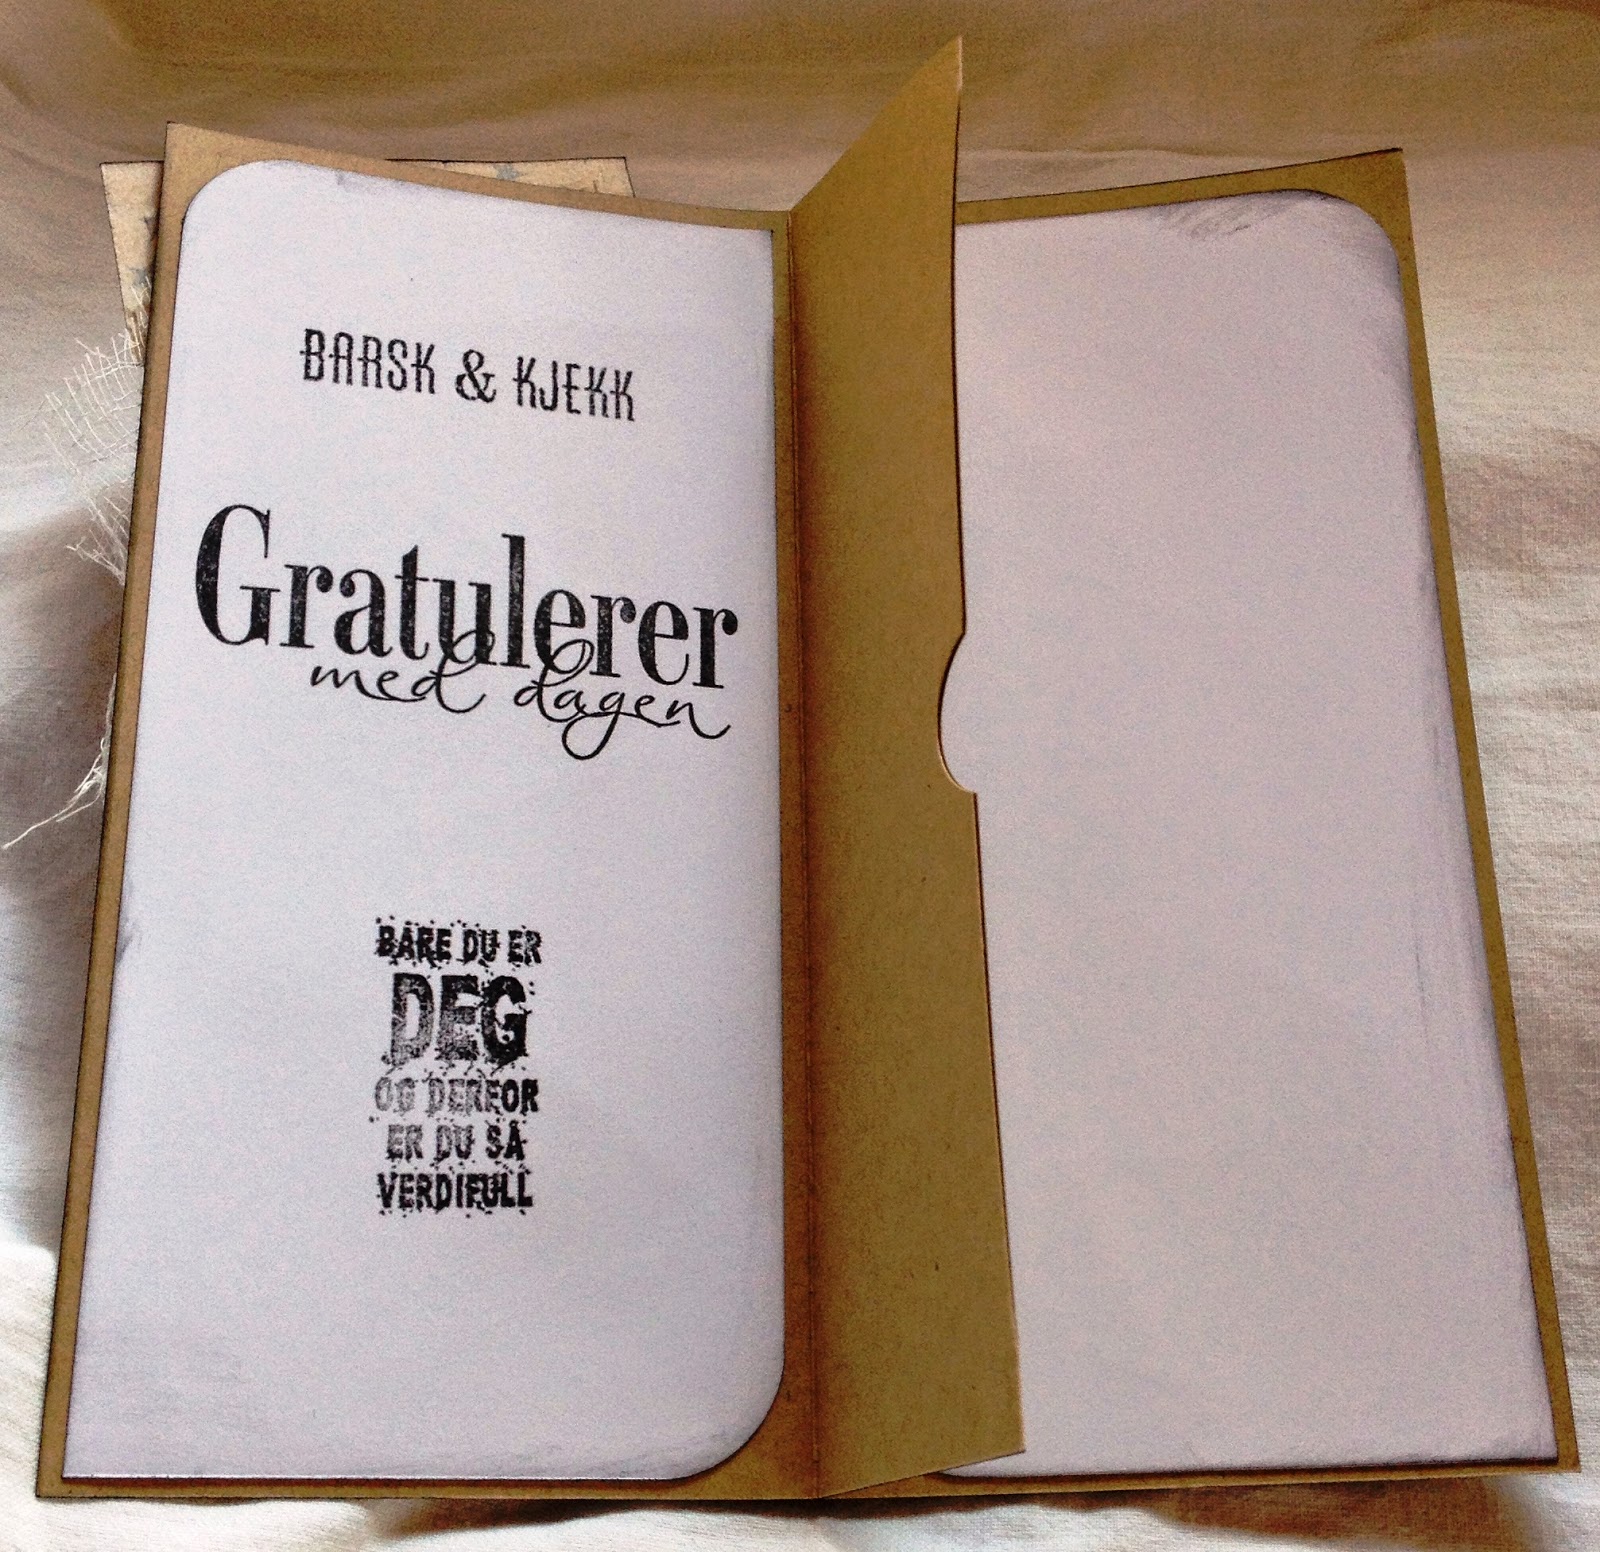 BARSK & KJEKK
Gratulerer
med dagen
BARE DU ER
DEG
OG DERFOR
ER DU SÅ
VERDIFULL